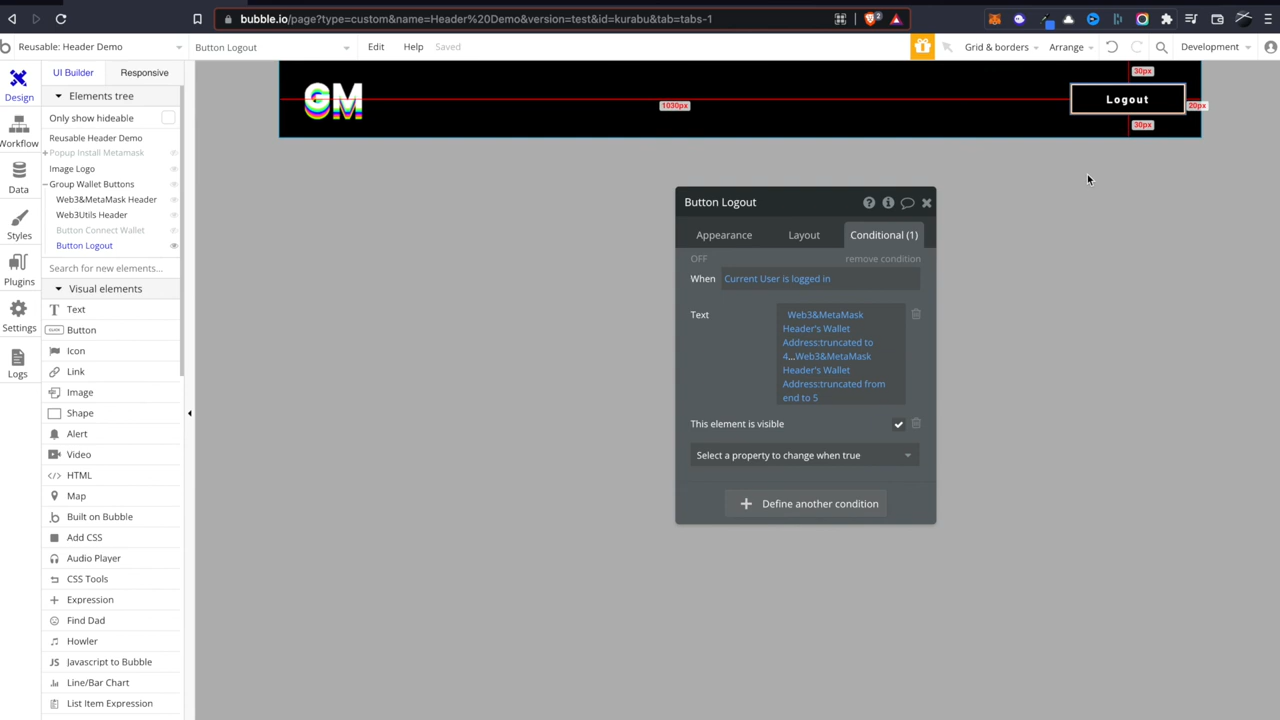 bubble.io/page?type=custom&name=Header%20Demo&version=test&id=kurabu&tab=tabs-1
2
Reusable: Header Demo
Button Logout
Edit
Help
Saved
Grid & borders
Arrange
Development
Design
Workflow
Data
Styles
Plugins
Settings
Logs
UI Builder
Responsive
Elements tree
Only show hideable
Reusable Header Demo
Popup Install Metamask
Image Logo
Group Wallet Buttons
Web3&MetaMask Header
Web3Utils Header
Button Connect Wallet
Button Logout
Search for new elements...
Visual elements
Text
CLICK
Button
Icon
Link
Image
Shape
Alert
Video
HTML
Map
Built on Bubble
Add CSS
Audio Player
CSS Tools
Expression
Find Dad
Howler
JS Javascript to Bubble
Line/Bar Chart
List Item Expression
GM
1030px
30px
Logout
20px
30px
Button Logout
Appearance
Layout
Conditional (1)
OFF
remove condition
When
Current User is logged in
Text
Web3&MetaMask
Header's Wallet
Address:truncated to
4...Web3&MetaMask
Header's Wallet
Address:truncated from
end to 5
This element is visible
Select a property to change when true
Define another condition